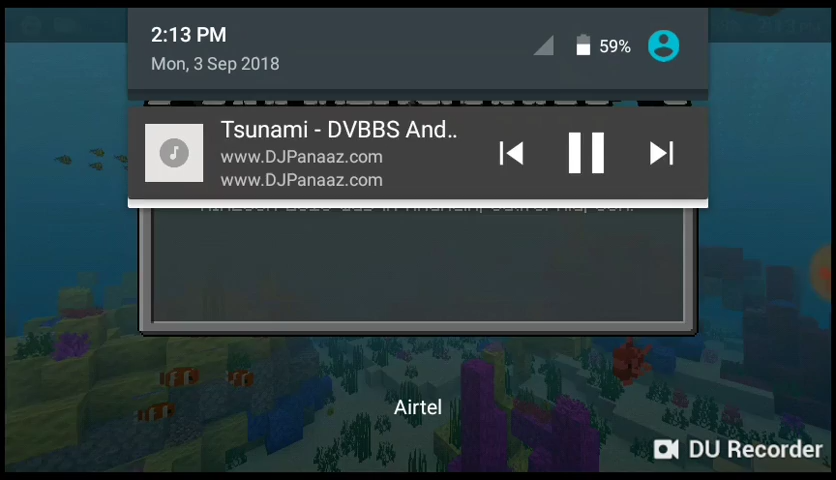 2:13 PM
59%
Mon, 3 Sep 2018
Tsunami - DVBBS And..
www.DJPanaaz.com
www.DJPanaaz.com
Airtel
DU Recorder